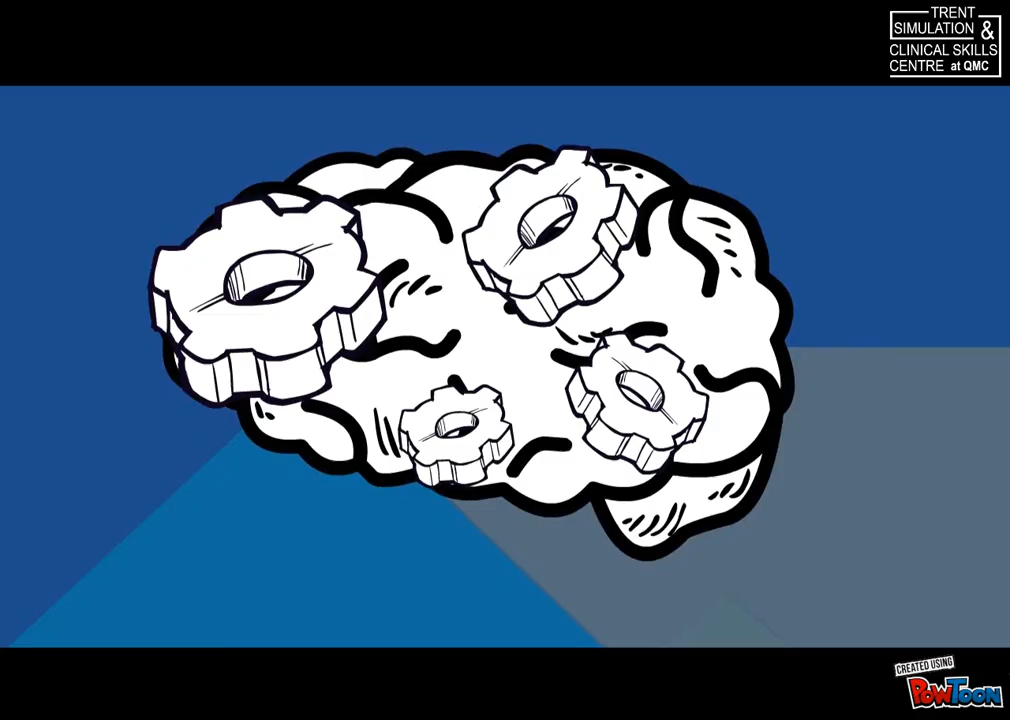 TRENT
SIMULATION &
CLINICAL SKILLS
CENTRE at QMC
CREATED USING
POWTOON